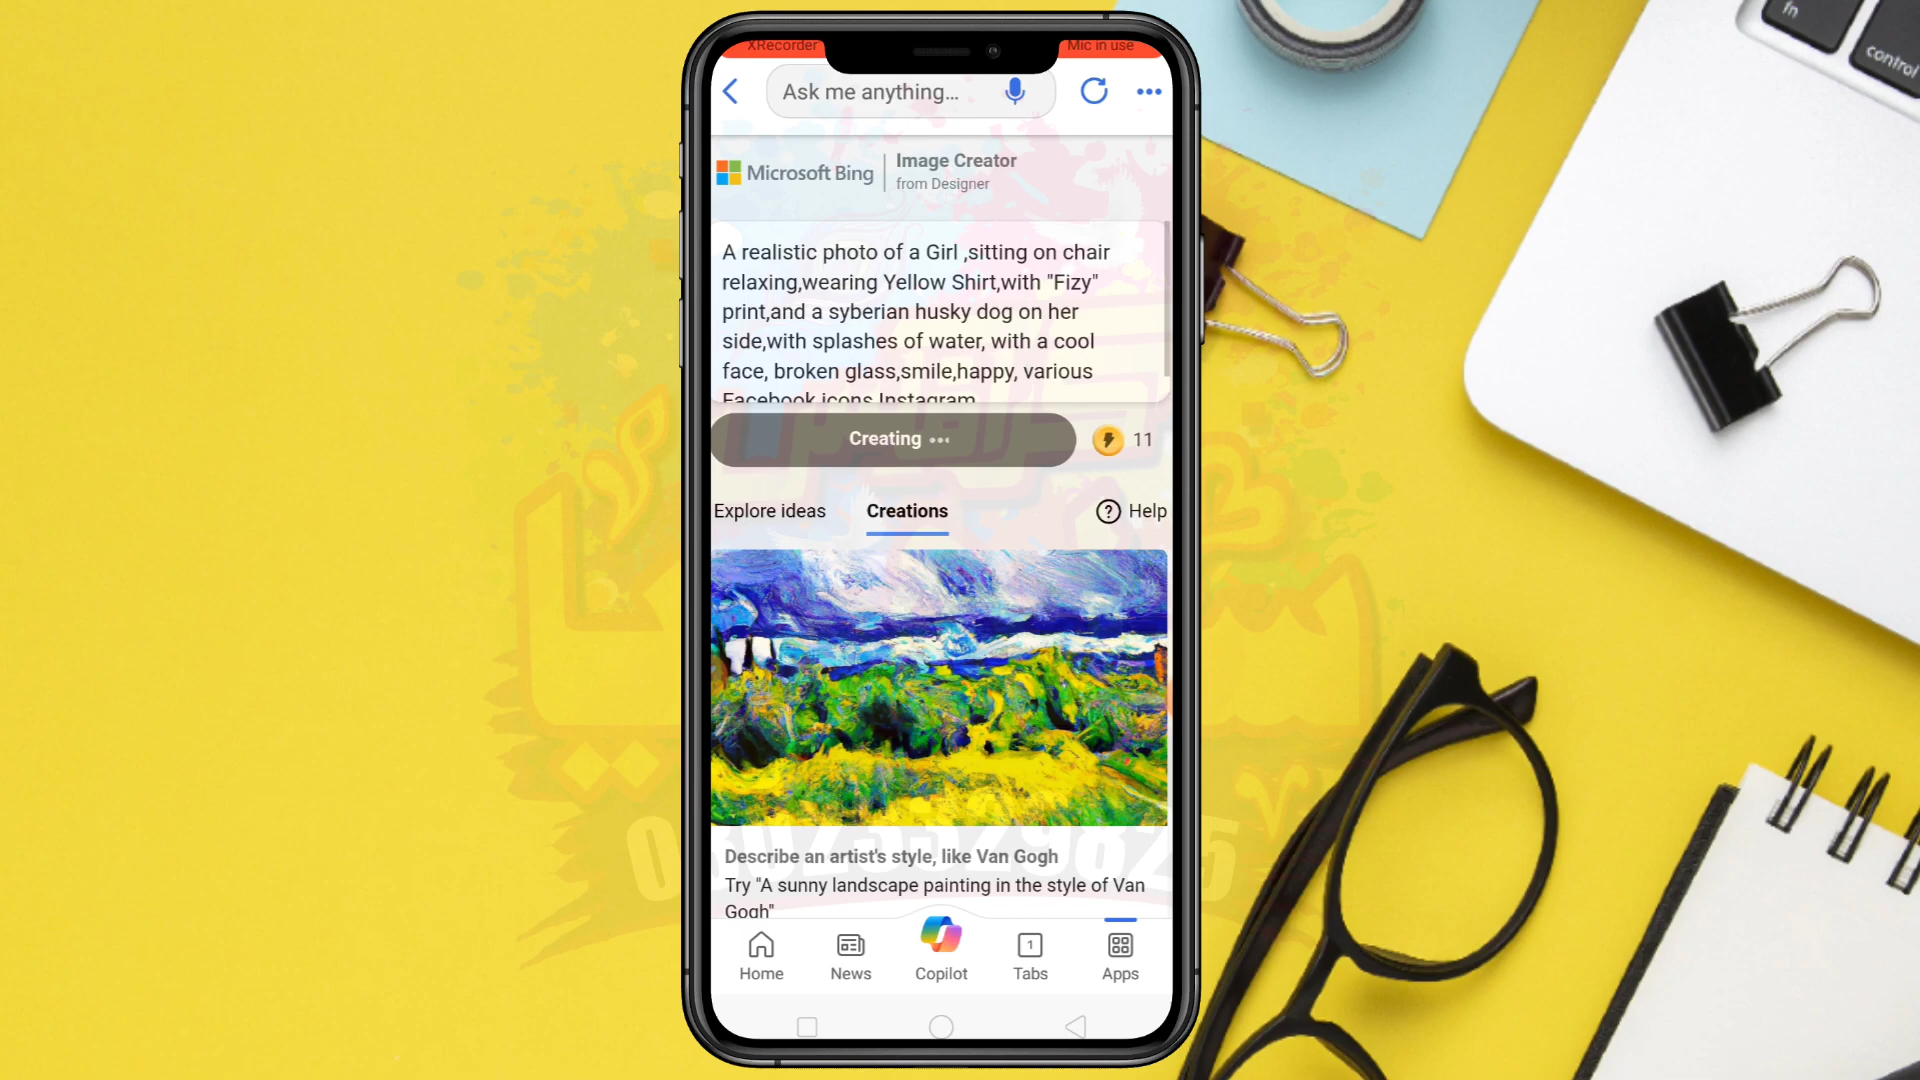 XRecorder
Mic in use
Ask me anything...
Microsoft Bing
Image Creator
from Designer
A realistic photo of a Girl ,sitting on chair
relaxing,wearing Yellow Shirt,with "Fizy"
print,and a syberian husky dog on her
side,with splashes of water, with a cool
face, broken glass,smile,happy, various
Facebook icons Instagram
Creating
11
Explore ideas
Creations
? Help
Describe an artist's style, like Van Gogh
Try "A sunny landscape painting in the style of Van
Gogh"
Home
News
Copilot
1
Tabs
Apps
fn
control